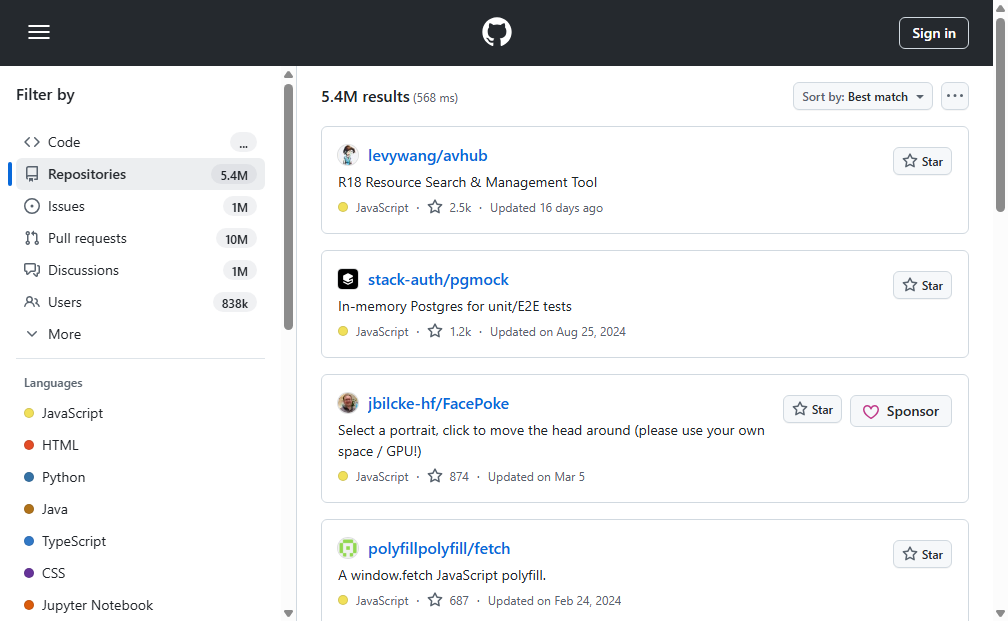 Sign in
Filter by
Code
...
Repositories
5.4M
Issues
1M
Pull requests
10M
Discussions
1M
Users
838k
More
Languages
JavaScript
HTML
Python
Java
TypeScript
CSS
Jupyter Notebook
5.4M results (568 ms)
Sort by: Best match
levywang/avhub
Star
R18 Resource Search & Management Tool
JavaScript · 2.5k · Updated 16 days ago
stack-auth/pgmock
Star
In-memory Postgres for unit/E2E tests
JavaScript · 1.2k · Updated on Aug 25, 2024
jbilcke-hf/FacePoke
Star
Sponsor
Select a portrait, click to move the head around (please use your own
space / GPU!)
JavaScript · 874 · Updated on Mar 5
polyfillpolyfill/fetch
Star
A window.fetch JavaScript polyfill.
JavaScript · 687 · Updated on Feb 24, 2024